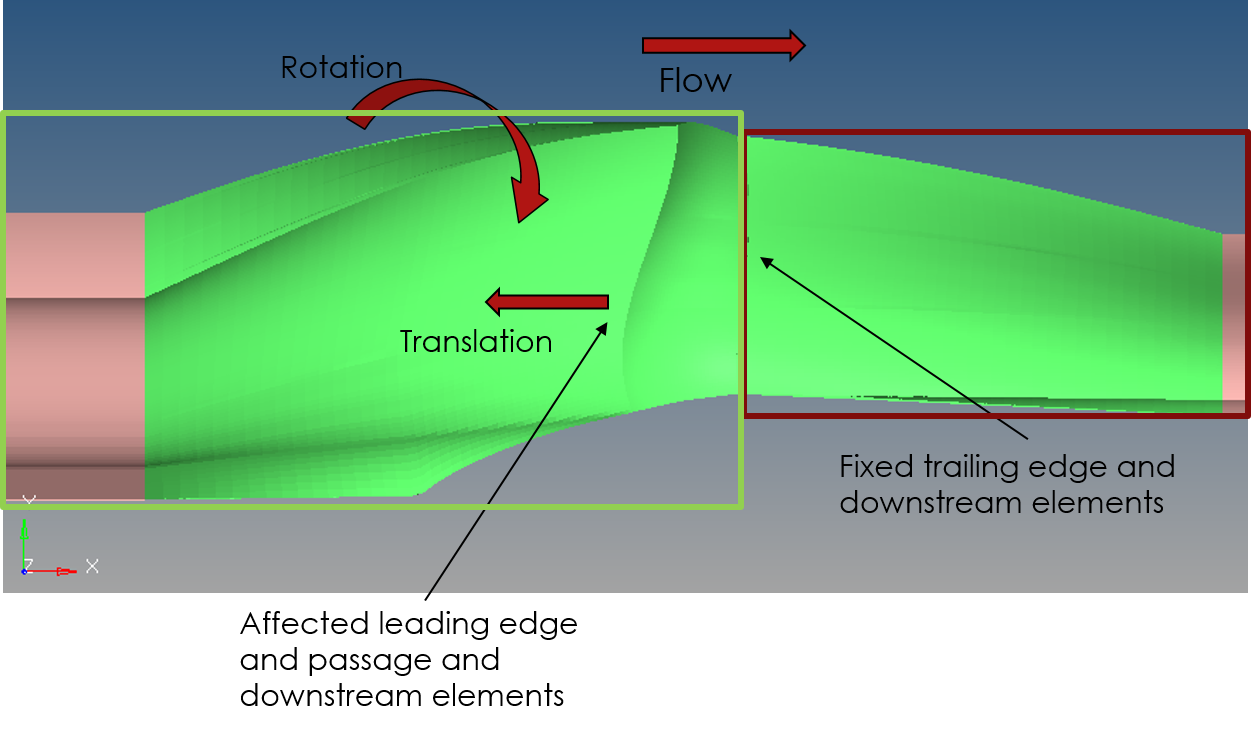 Rotation
Flow
Translation
Fixed trailing edge and
downstream elements
Y
Z X
Affected leading edge
and passage and
downstream elements